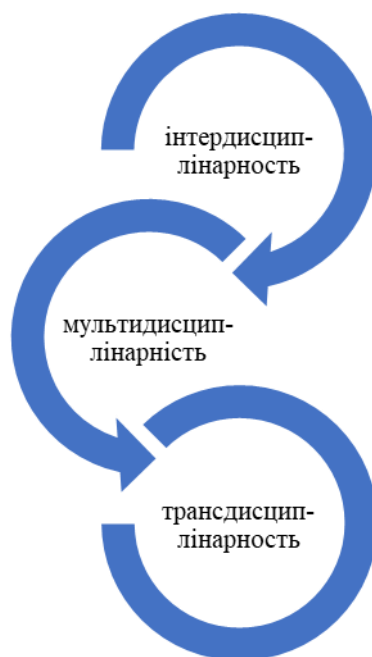 інтердисцип-
лінарность
мультидисцип-
лінарність
трансдисцип-
лінарность